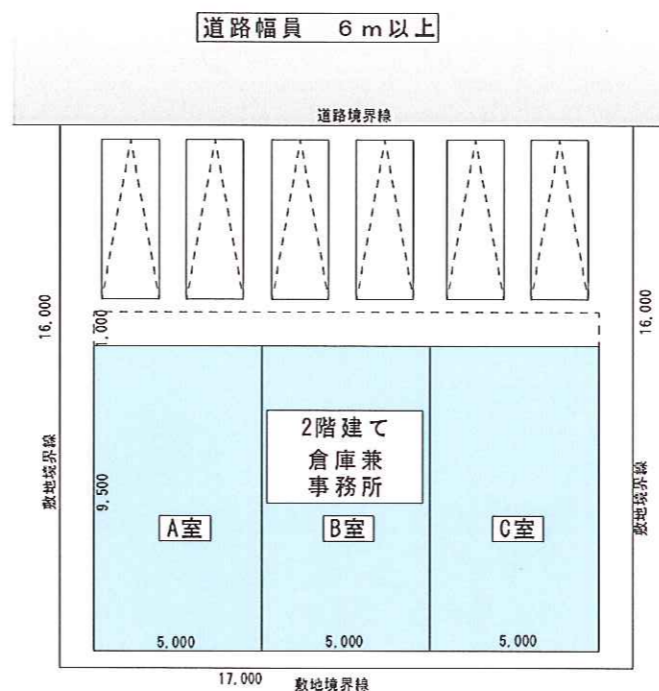 道路幅員 6m以上
道路境界線
16,000
16,000
1,000
2階建て
倉庫兼
事務所
9,500
敷地境界線
敷地境界線
A室
B室
C室
5,000
5,000
5,000
17,000
敷地境界線